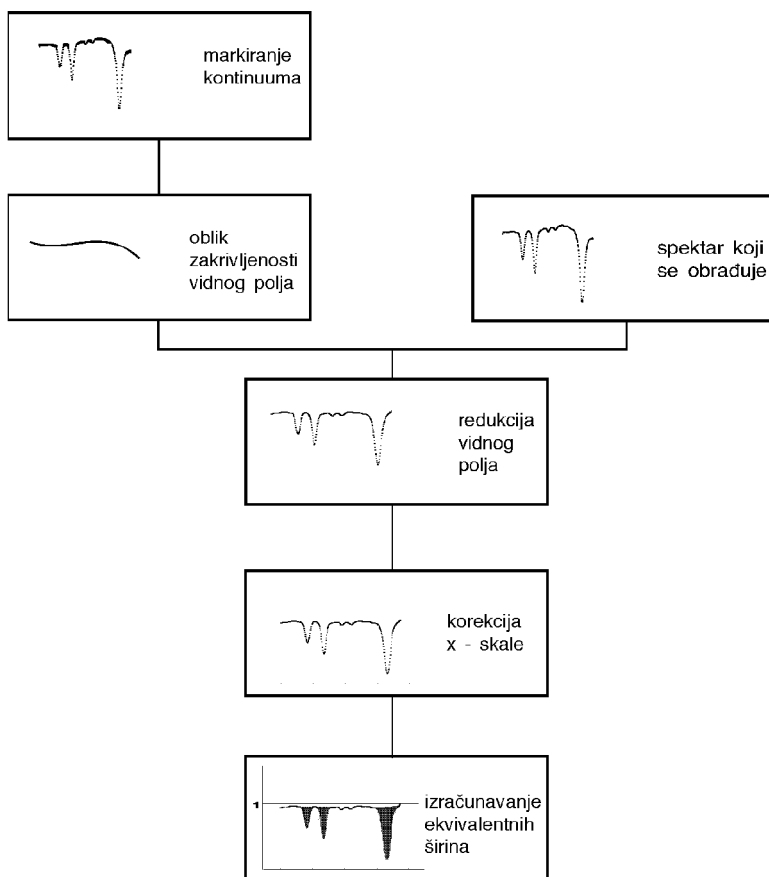 markiranje
kontinuuma
oblik
zakrivljenosti
vidnog polja
spektar koji
se obrađuje
redukcija
vidnog
polja
korekcija
x - skale
1
izračunavanje
ekvivalentnih
širina